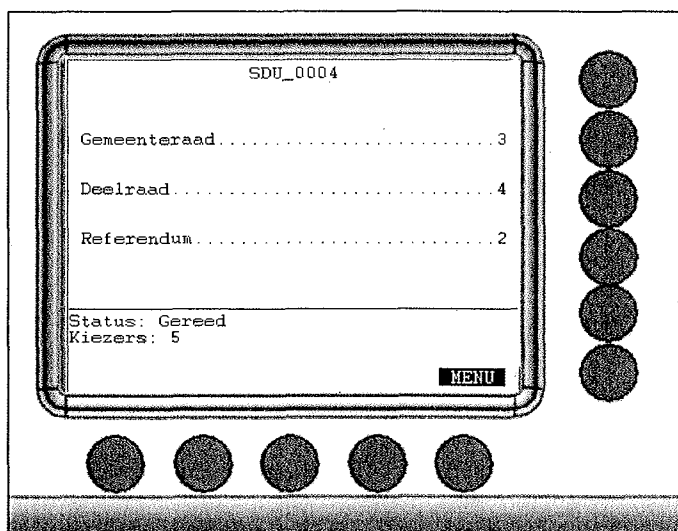 SDU_0004
Gemeenteraad............................3
Deelraad................................4
Referendum..............................2
Status: Gereed
Kiezers: 5
MENU